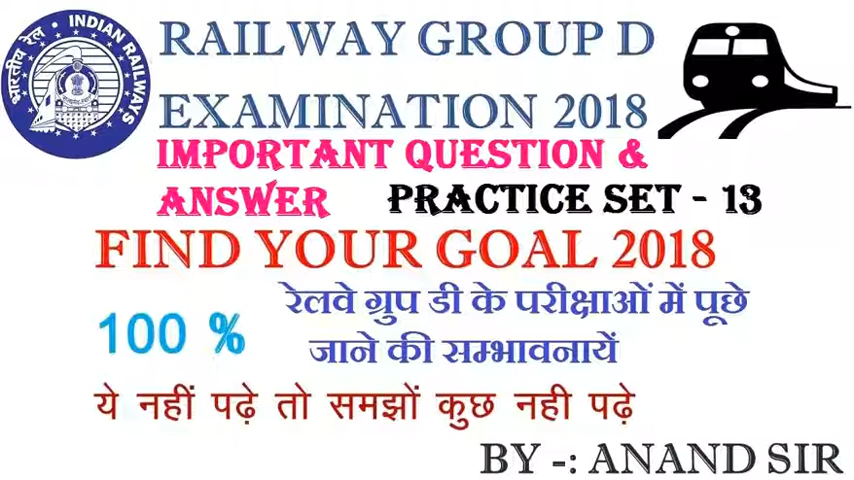 भारतीय रेल INDIAN RAILWAYS
RAILWAY GROUP D
EXAMINATION 2018
IMPORTANT QUESTION &
ANSWER PRACTICE SET - 13
FIND YOUR GOAL 2018
100 % रेलवे ग्रुप डी के परीक्षाओं में पूछे
जाने की सम्भावनायें
ये नहीं पढ़े तो समझों कुछ नही पढ़े
BY -: ANAND SIR